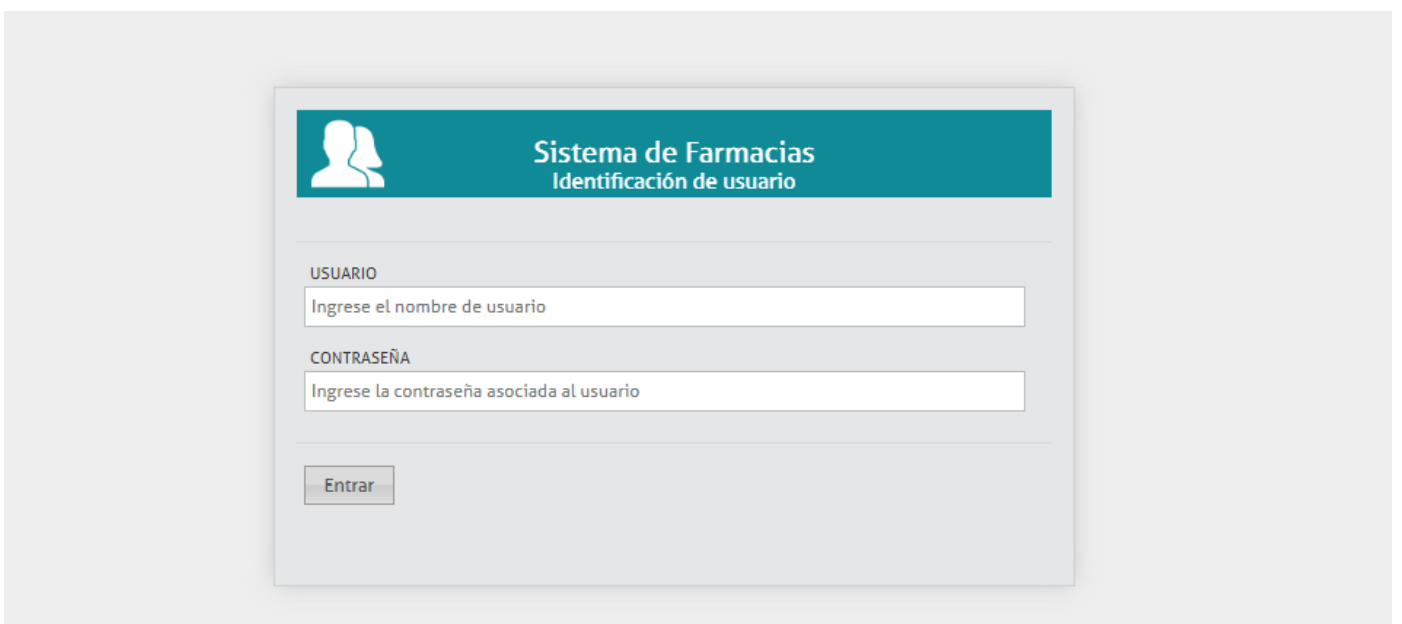 Sistema de Farmacias
Identificación de usuario
USUARIO
Ingrese el nombre de usuario
CONTRASEÑA
Ingrese la contraseña asociada al usuario
Entrar